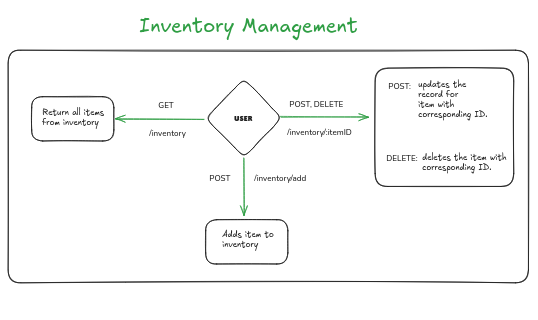 Inventory Management
Return all items
from inventory
GET
/inventory
USER
POST, DELETE
/inventory/:itemID
POST: updates the
record for
item with
corresponding ID.
DELETE: deletes the item with
corresponding ID.
POST
/inventory/add
Adds item to
inventory